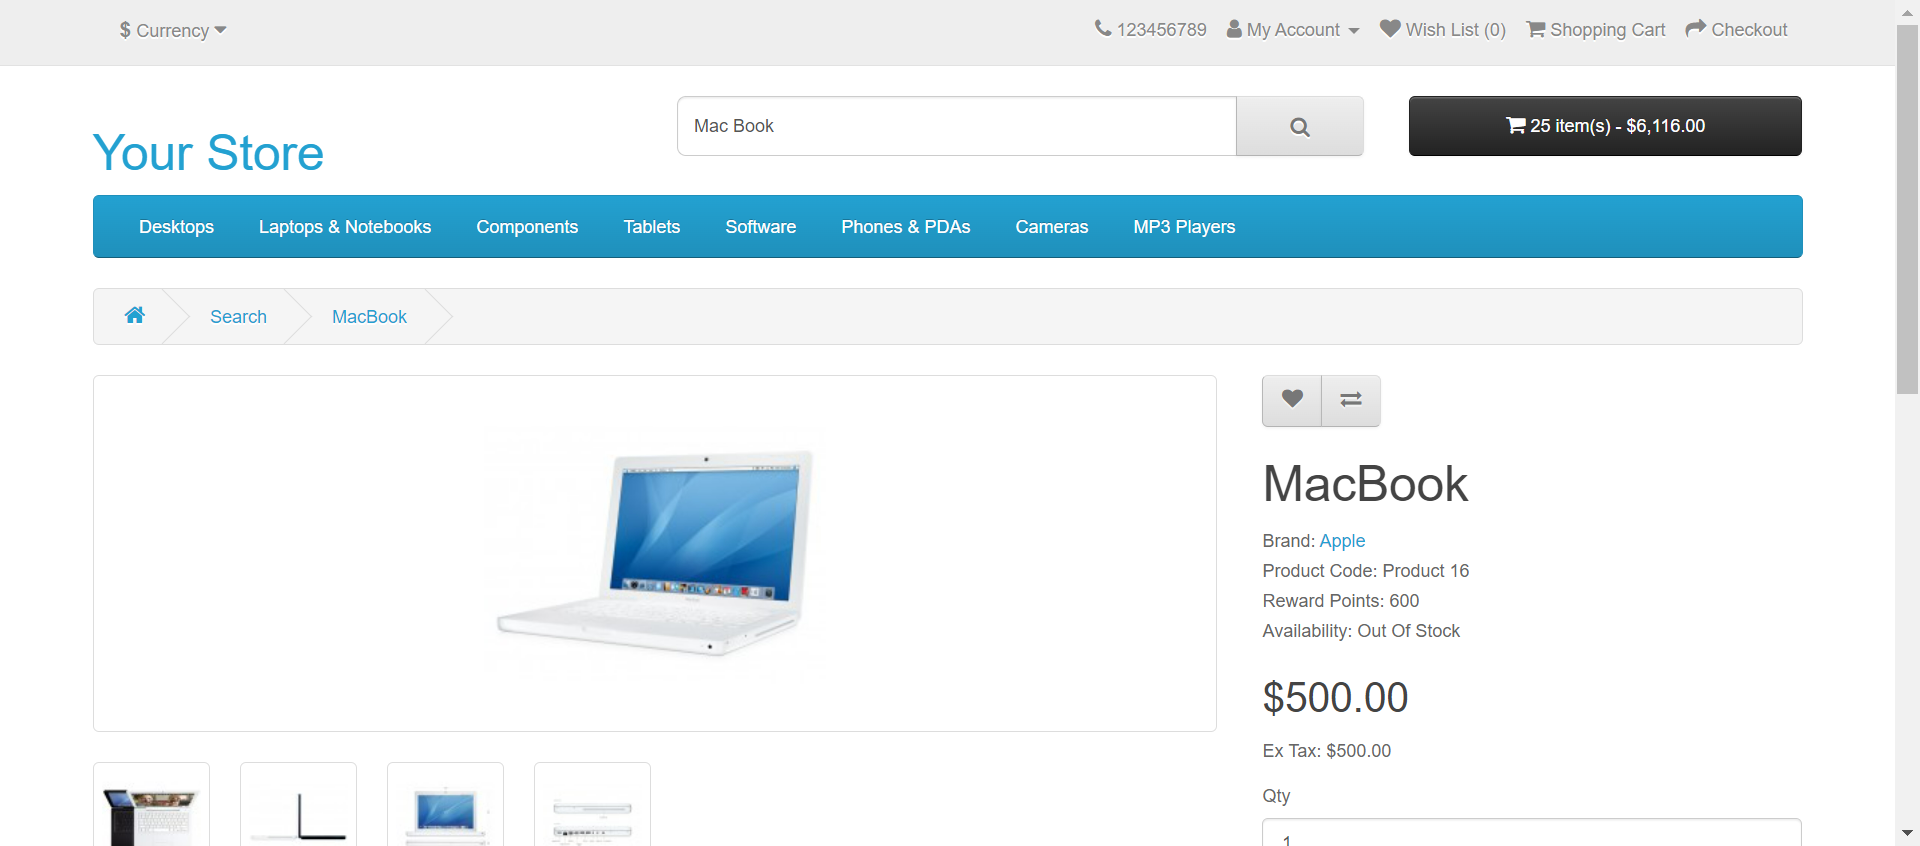 $ Currency
123456789 My Account Wish List (0) Shopping Cart Checkout
Your Store
Mac Book
25 item(s) - $6,116.00
Desktops Laptops & Notebooks Components Tablets Software Phones & PDAs Cameras MP3 Players
Search MacBook
MacBook
Brand: Apple
Product Code: Product 16
Reward Points: 600
Availability: Out Of Stock
$500.00
Ex Tax: $500.00
Qty
1